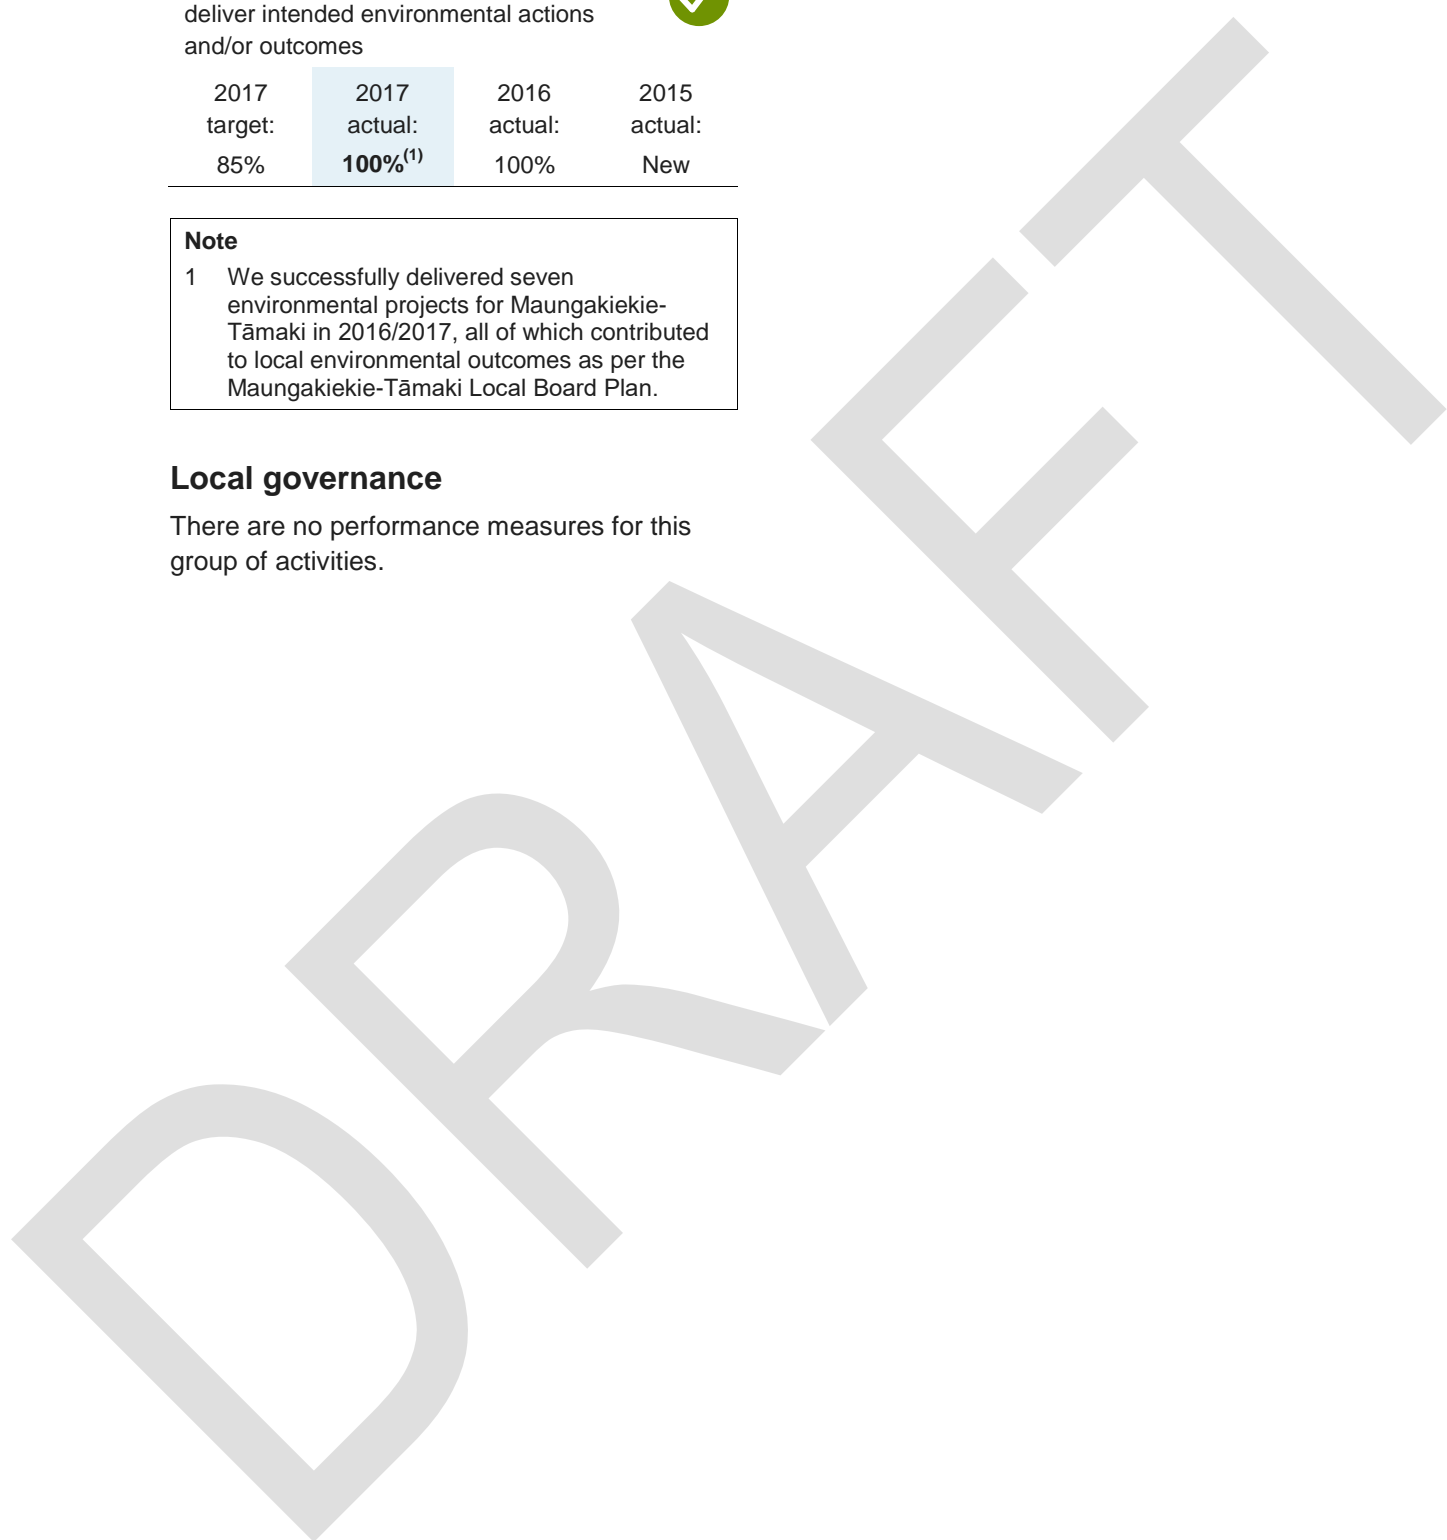 deliver intended environmental actions
and/or outcomes
2017 2017 2016 2015
target: actual: actual: actual:
85% 100%(1) 100% New
Note
1 We successfully delivered seven
environmental projects for Maungakiekie-
Tāmaki in 2016/2017, all of which contributed
to local environmental outcomes as per the
Maungakiekie-Tāmaki Local Board Plan.
Local governance
There are no performance measures for this
group of activities.
DRAFT